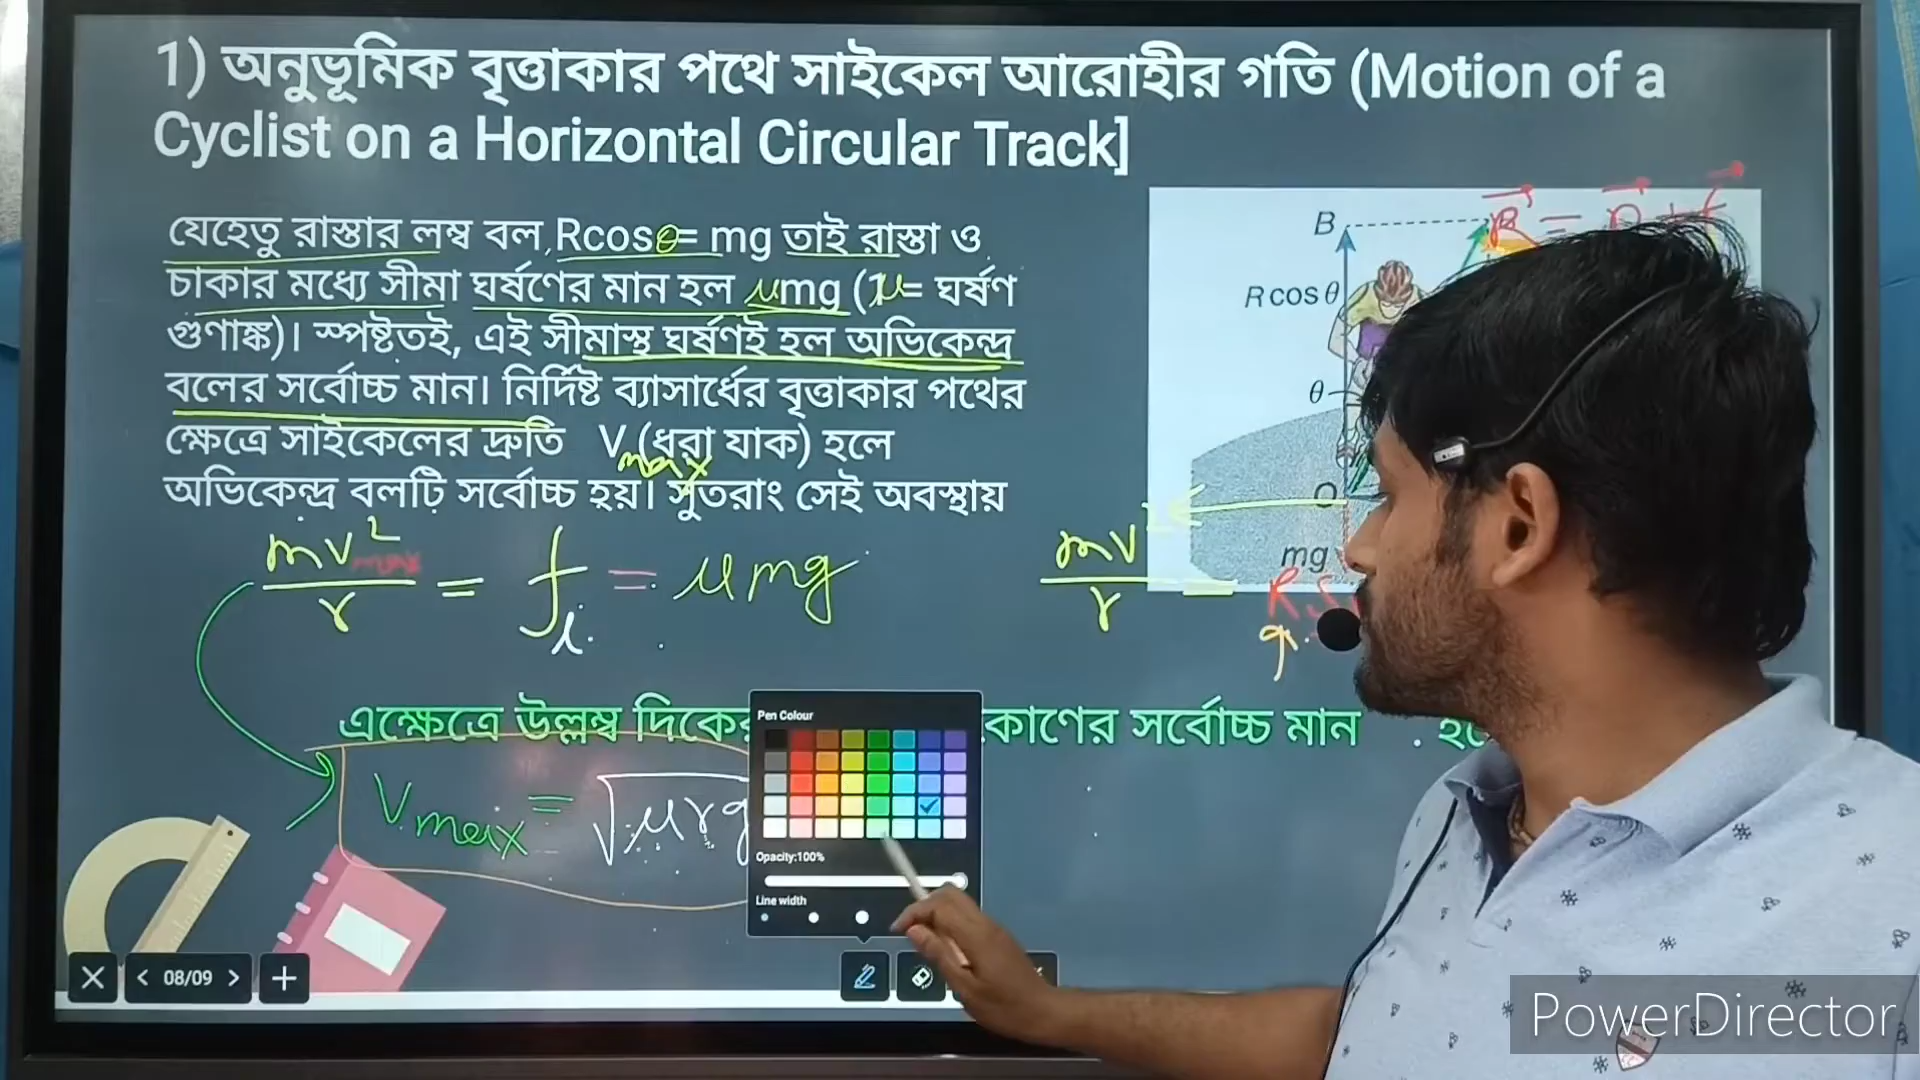 1) অনুভূমিক বৃত্তাকার পথে সাইকেল আরোহীর গতি (Motion of a
Cyclist on a Horizontal Circular Track]
যেহেতু রাস্তার লম্ব বল, Rcosθ= mg তাই রাস্তা ও
চাকার মধ্যে সীমা ঘর্ষণের মান হল μmg (μ= ঘর্ষণ
গুণাঙ্ক)। স্পষ্টতই, এই সীমাস্থ ঘর্ষণই হল অভিকেন্দ্র
বলের সর্বোচ্চ মান। নির্দিষ্ট ব্যাসার্ধের বৃত্তাকার পথের
ক্ষেত্রে সাইকেলের দ্রুতি V max (ধরা যাক) হলে
অভিকেন্দ্র বলটি সর্বোচ্চ হয়। সুতরাং সেই অবস্থায়
B
R cos θ
θ
O
mg
mv²max / r = f l = μmg
mv² / r =
এক্ষেত্রে উল্লম্ব দিকের কোণের সর্বোচ্চ মান . হলে
Vmax = √μrg
Pen Colour
Opacity:100%
Line width
08/09
PowerDirector